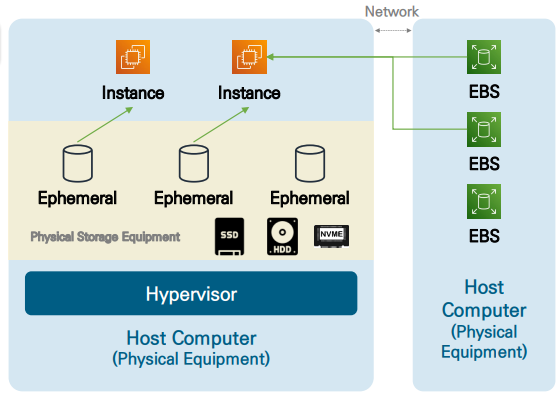 Network
Instance
Instance
EBS
EBS
EBS
Ephemeral
Ephemeral
Ephemeral
Physical Storage Equipment
SSD
HDD
NVME
Hypervisor
Host Computer
(Physical Equipment)
Host
Computer
(Physical
Equipment)